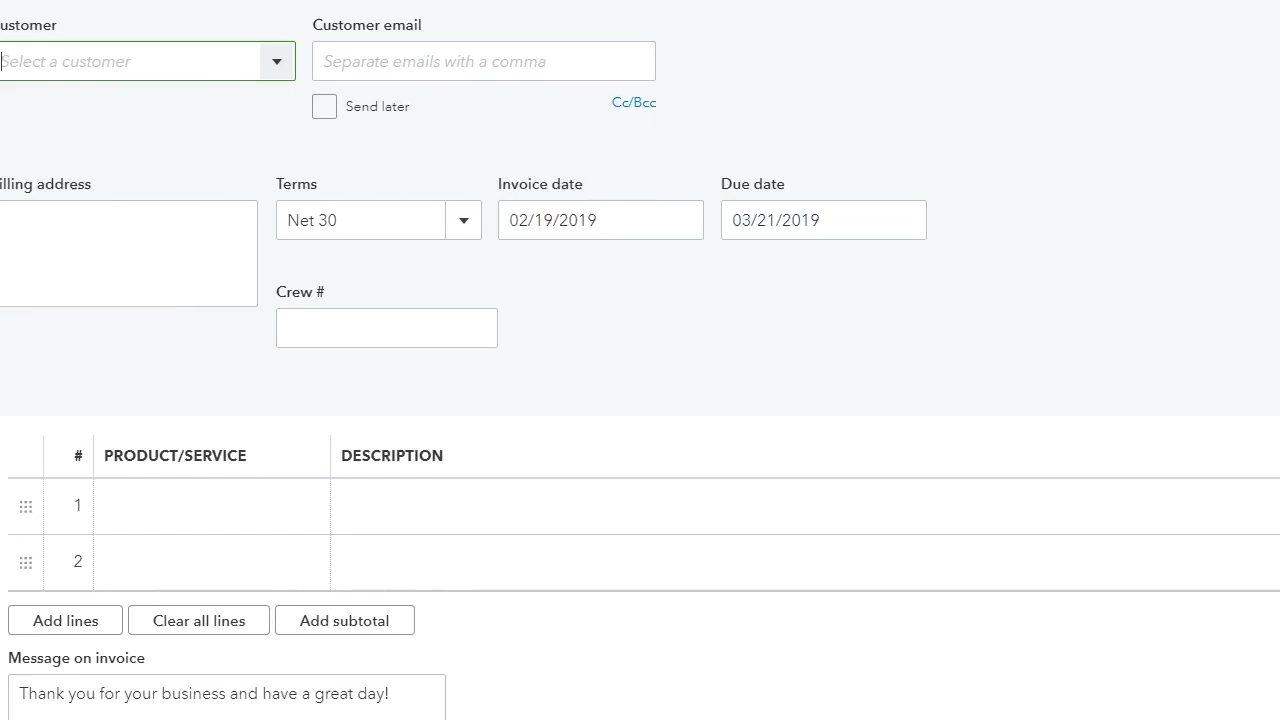 ustomer Customer email
Select a customer Separate emails with a comma
Send later Cc/Bcc
illing address Terms Invoice date Due date
Net 30 02/19/2019 03/21/2019
Crew #
# PRODUCT/SERVICE DESCRIPTION
1
2
Add lines Clear all lines Add subtotal
Message on invoice
Thank you for your business and have a great day!